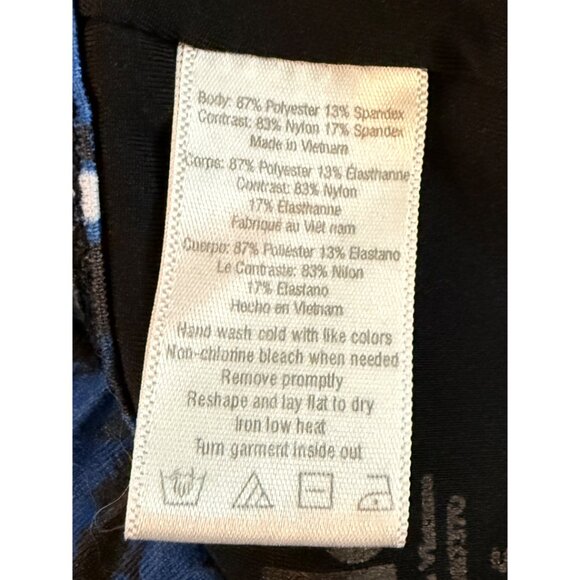 Body: 87% Polyester 13% Spandex
Contrast: 83% Nylon 17% Spandex
Made in Vietnam
Corps: 87% Polyester 13% Élasthanne
Contrast: 83% Nylon
17% Elasthanne
Fabriqué au Viêt nam
Cuerpo: 87% Poliéster 13% Elastano
Le Contraste: 83% Nilon
17% Elastano
Hecho en Vietnam
Hand wash cold with like colors
Non-chlorine bleach when needed
Remove promptly
Reshape and lay flat to dry
Iron low heat
Turn garment inside out